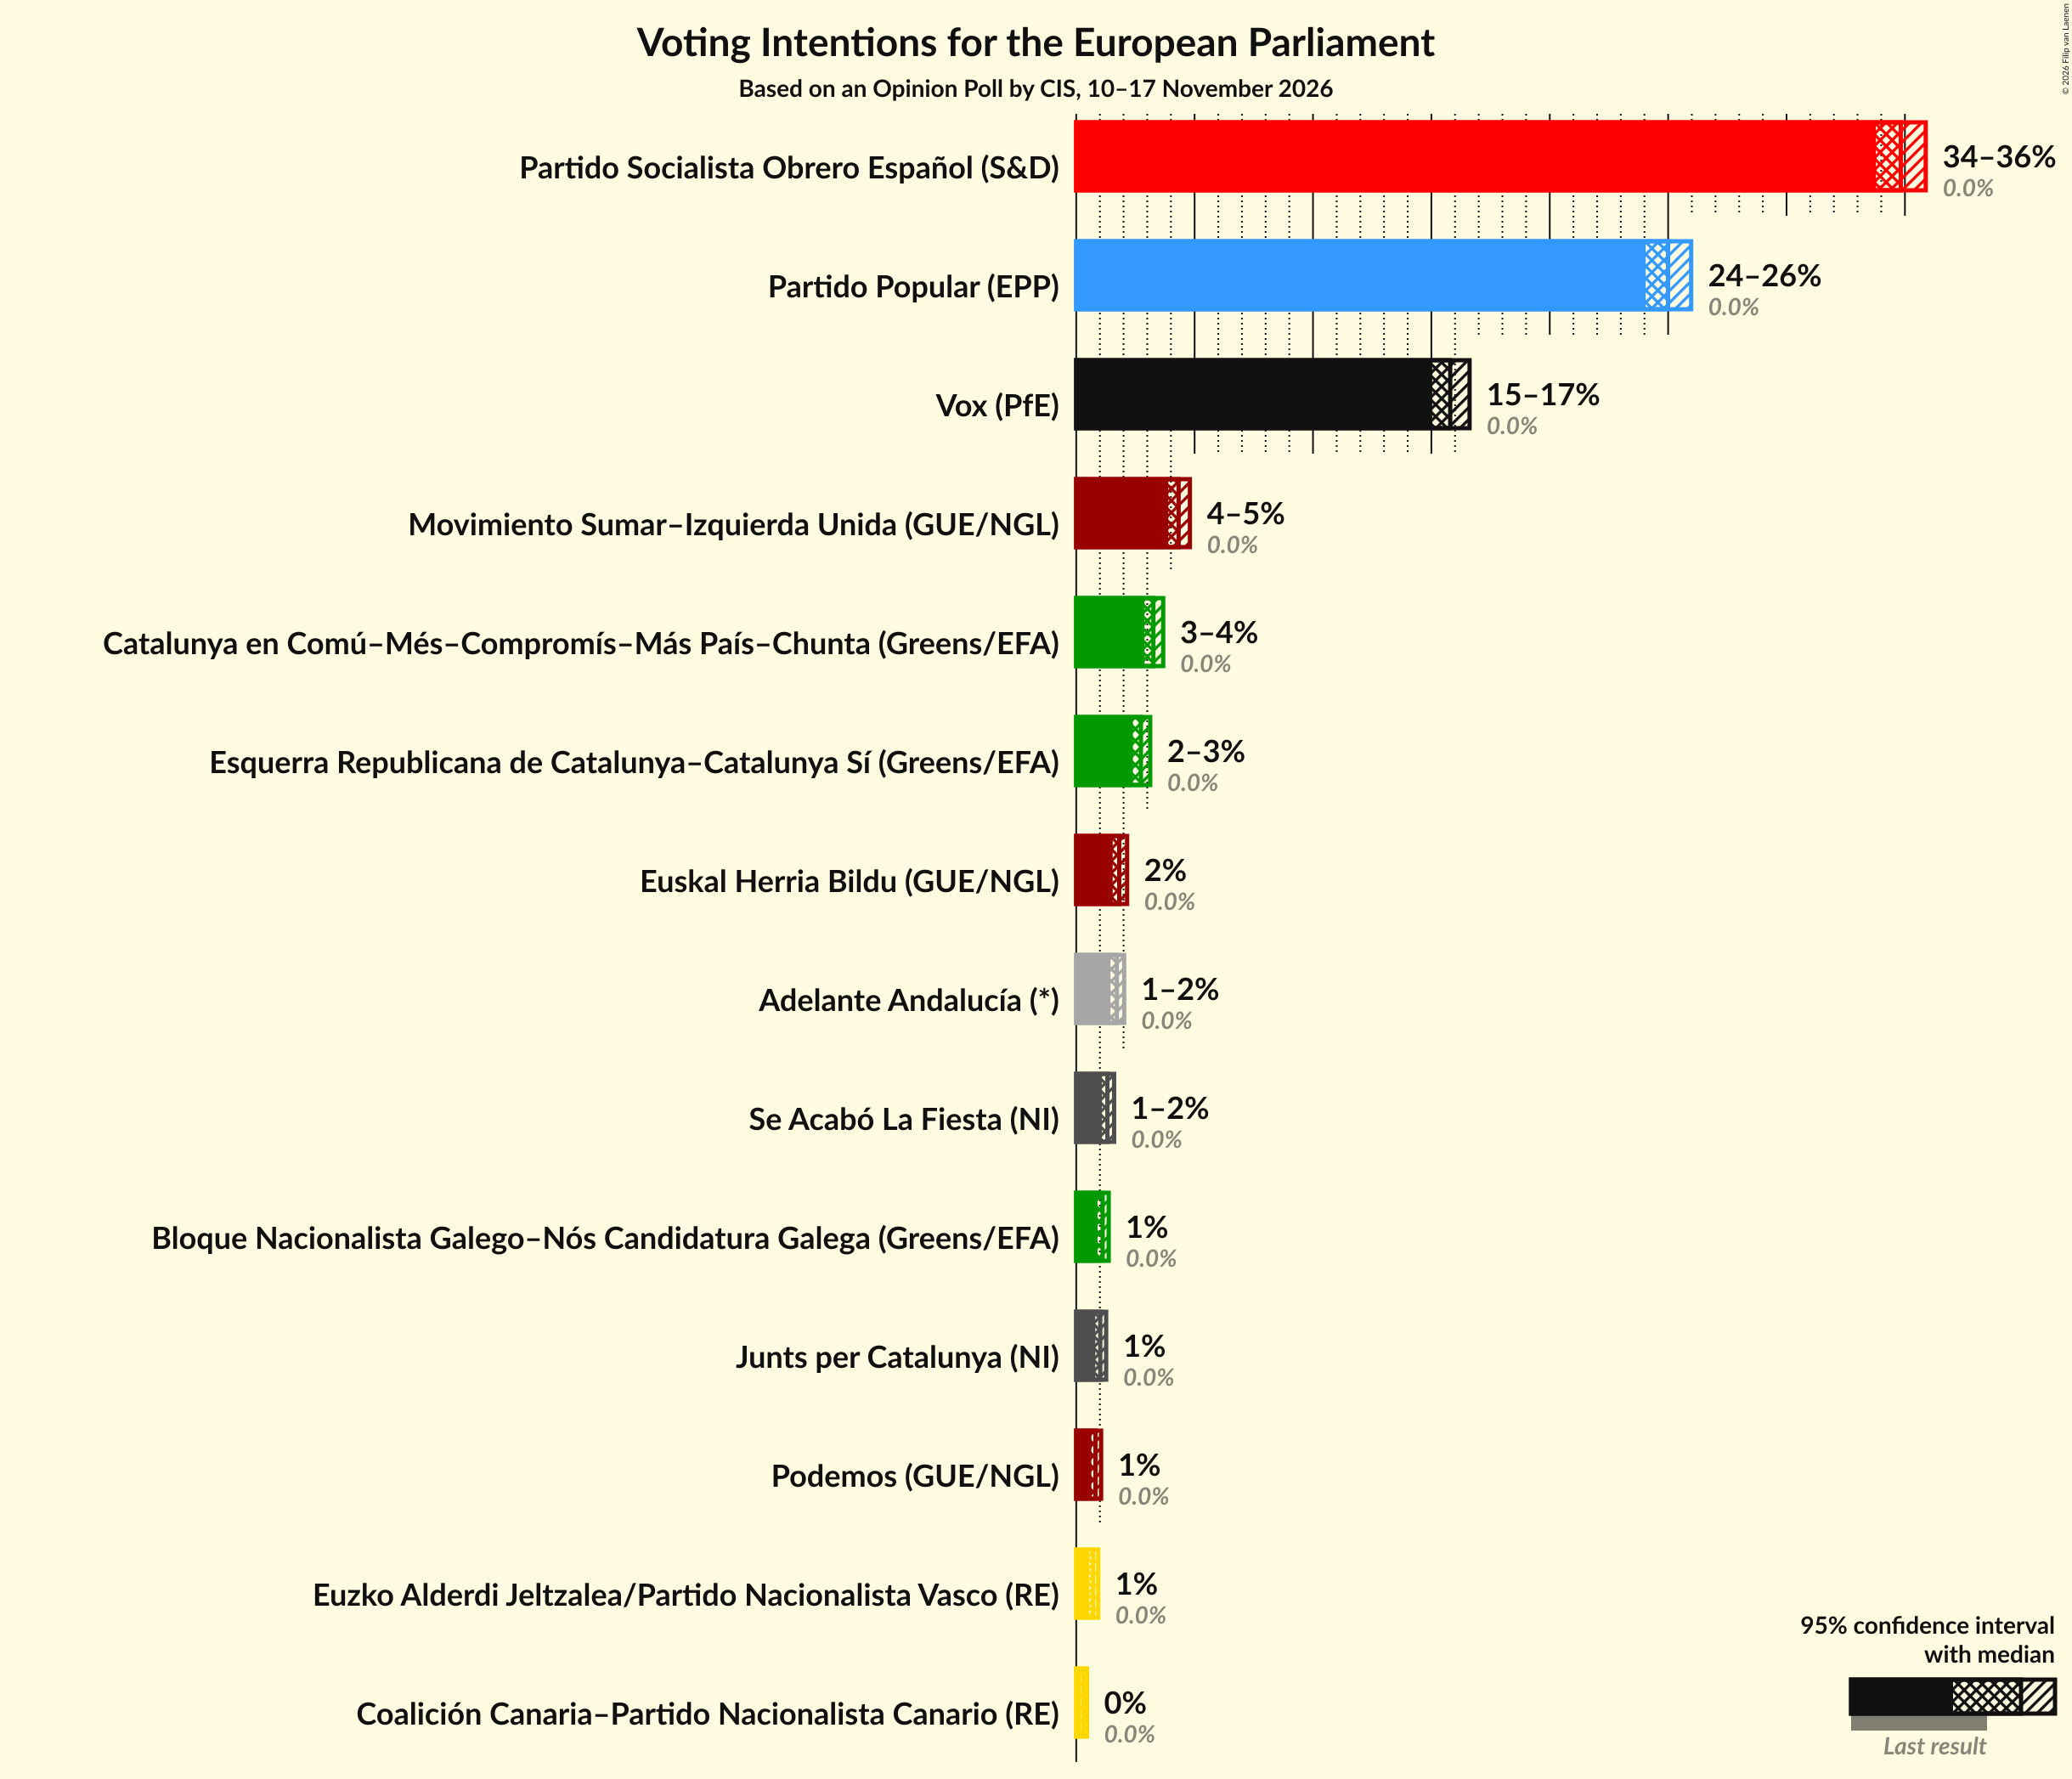 Voting Intentions for the European Parliament
Based on an Opinion Poll by CIS, 10–17 November 2026
© 2026 Filip van Laenen
Partido Socialista Obrero Español (S&D)
34–36%
0.0%
Partido Popular (EPP)
24–26%
0.0%
Vox (PfE)
15–17%
0.0%
Movimiento Sumar–Izquierda Unida (GUE/NGL)
4–5%
0.0%
Catalunya en Comú–Més–Compromís–Más País–Chunta (Greens/EFA)
3–4%
0.0%
Esquerra Republicana de Catalunya–Catalunya Sí (Greens/EFA)
2–3%
0.0%
Euskal Herria Bildu (GUE/NGL)
2%
0.0%
Adelante Andalucía (*)
1–2%
0.0%
Se Acabó La Fiesta (NI)
1–2%
0.0%
Bloque Nacionalista Galego–Nós Candidatura Galega (Greens/EFA)
1%
0.0%
Junts per Catalunya (NI)
1%
0.0%
Podemos (GUE/NGL)
1%
0.0%
Euzko Alderdi Jeltzalea/Partido Nacionalista Vasco (RE)
1%
0.0%
Coalición Canaria–Partido Nacionalista Canario (RE)
0%
0.0%
95% confidence interval
with median
Last result